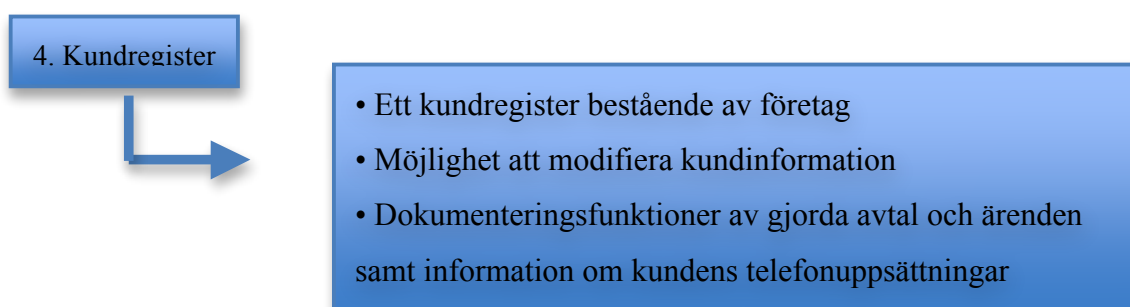 4. Kundregister
• Ett kundregister bestående av företag
• Möjlighet att modifiera kundinformation
• Dokumenteringsfunktioner av gjorda avtal och ärenden
samt information om kundens telefonuppsättningar